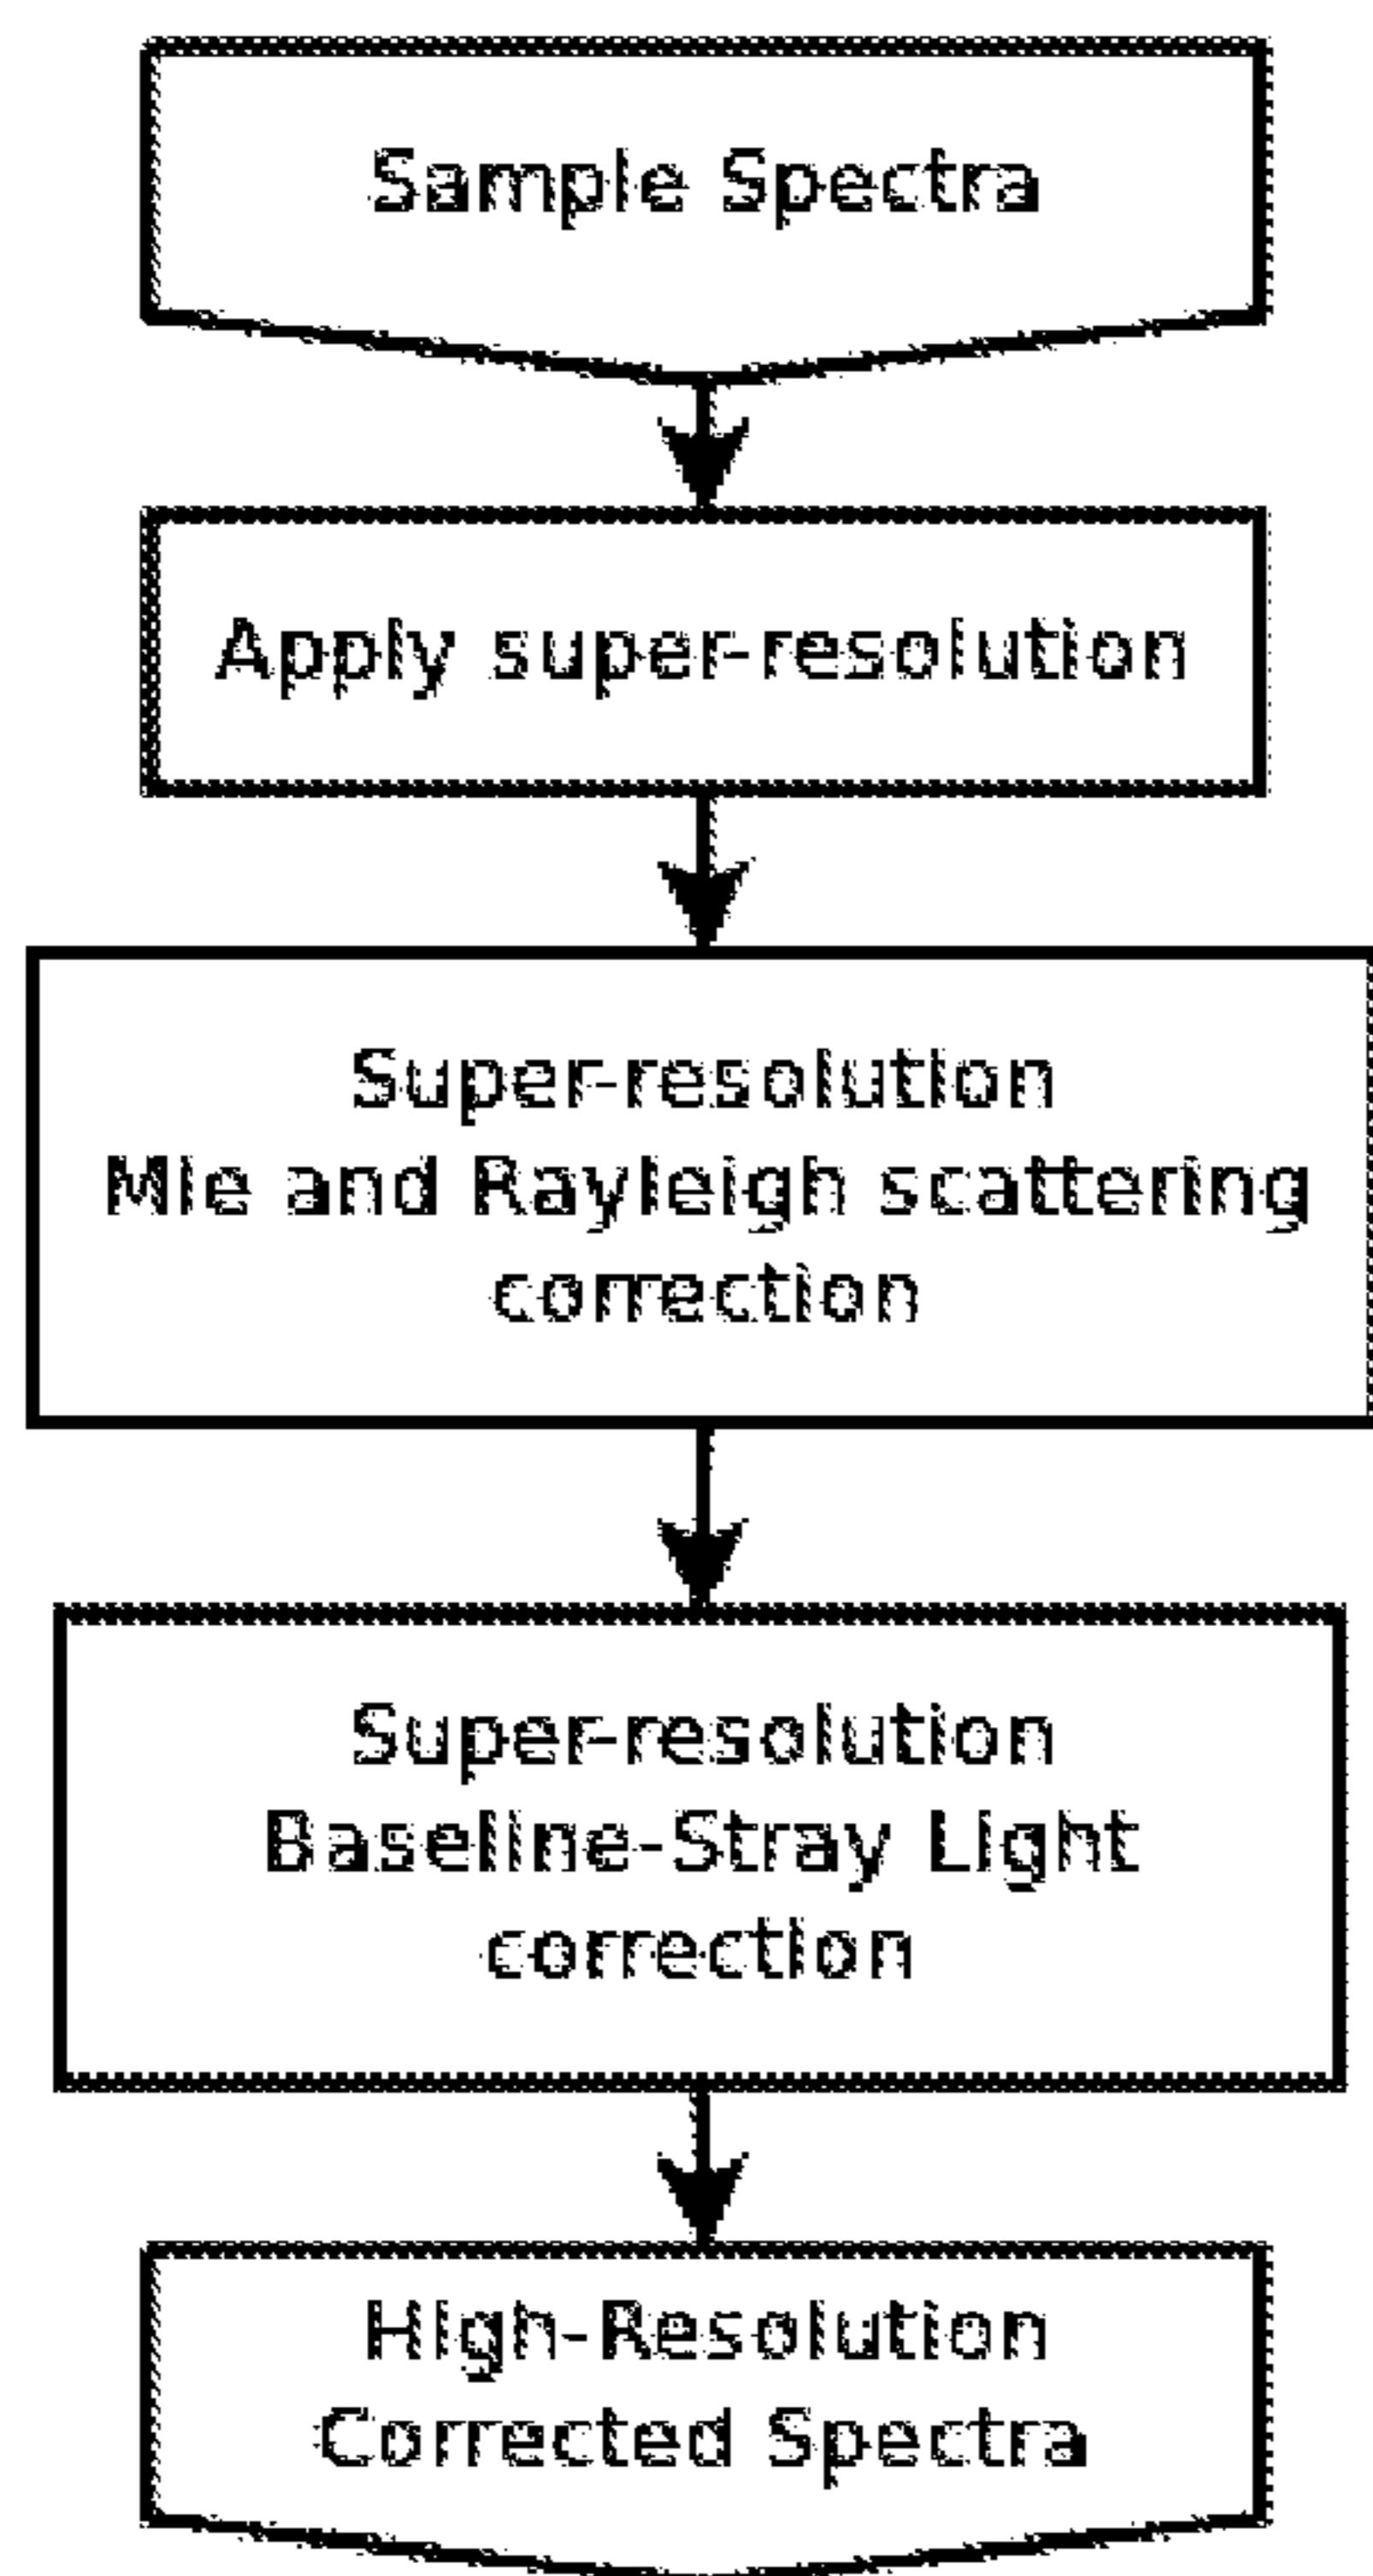 Sample Spectra
Apply super-resolution
Super-resolution
Mie and Rayleigh scattering
correction
Super-resolution
Baseline-Stray Light
correction
High-Resolution
Corrected Spectra